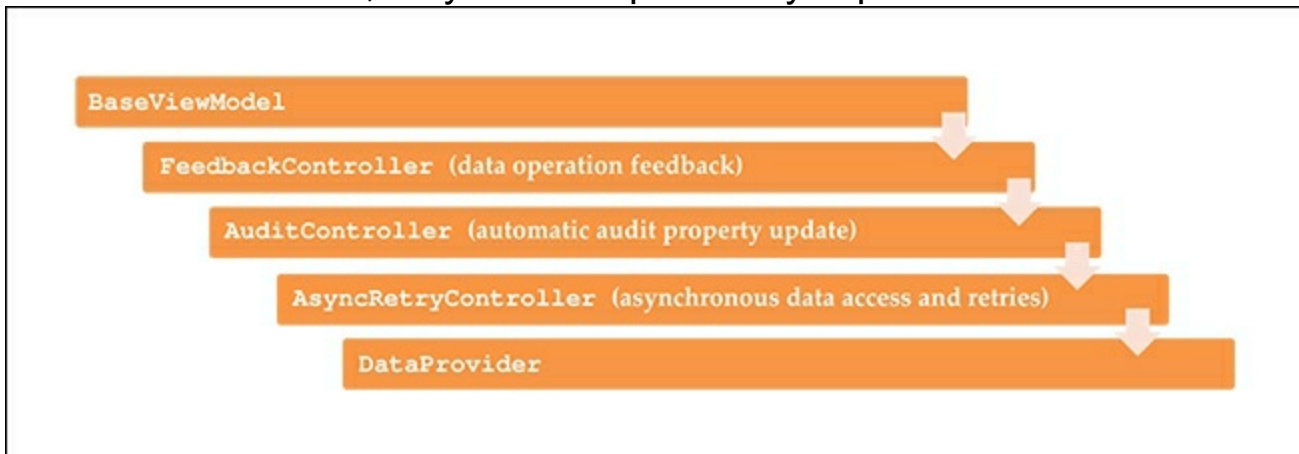 BaseViewModel
FeedbackController (data operation feedback)
AuditController (automatic audit property update)
AsyncRetryController (asynchronous data access and retries)
DataProvider